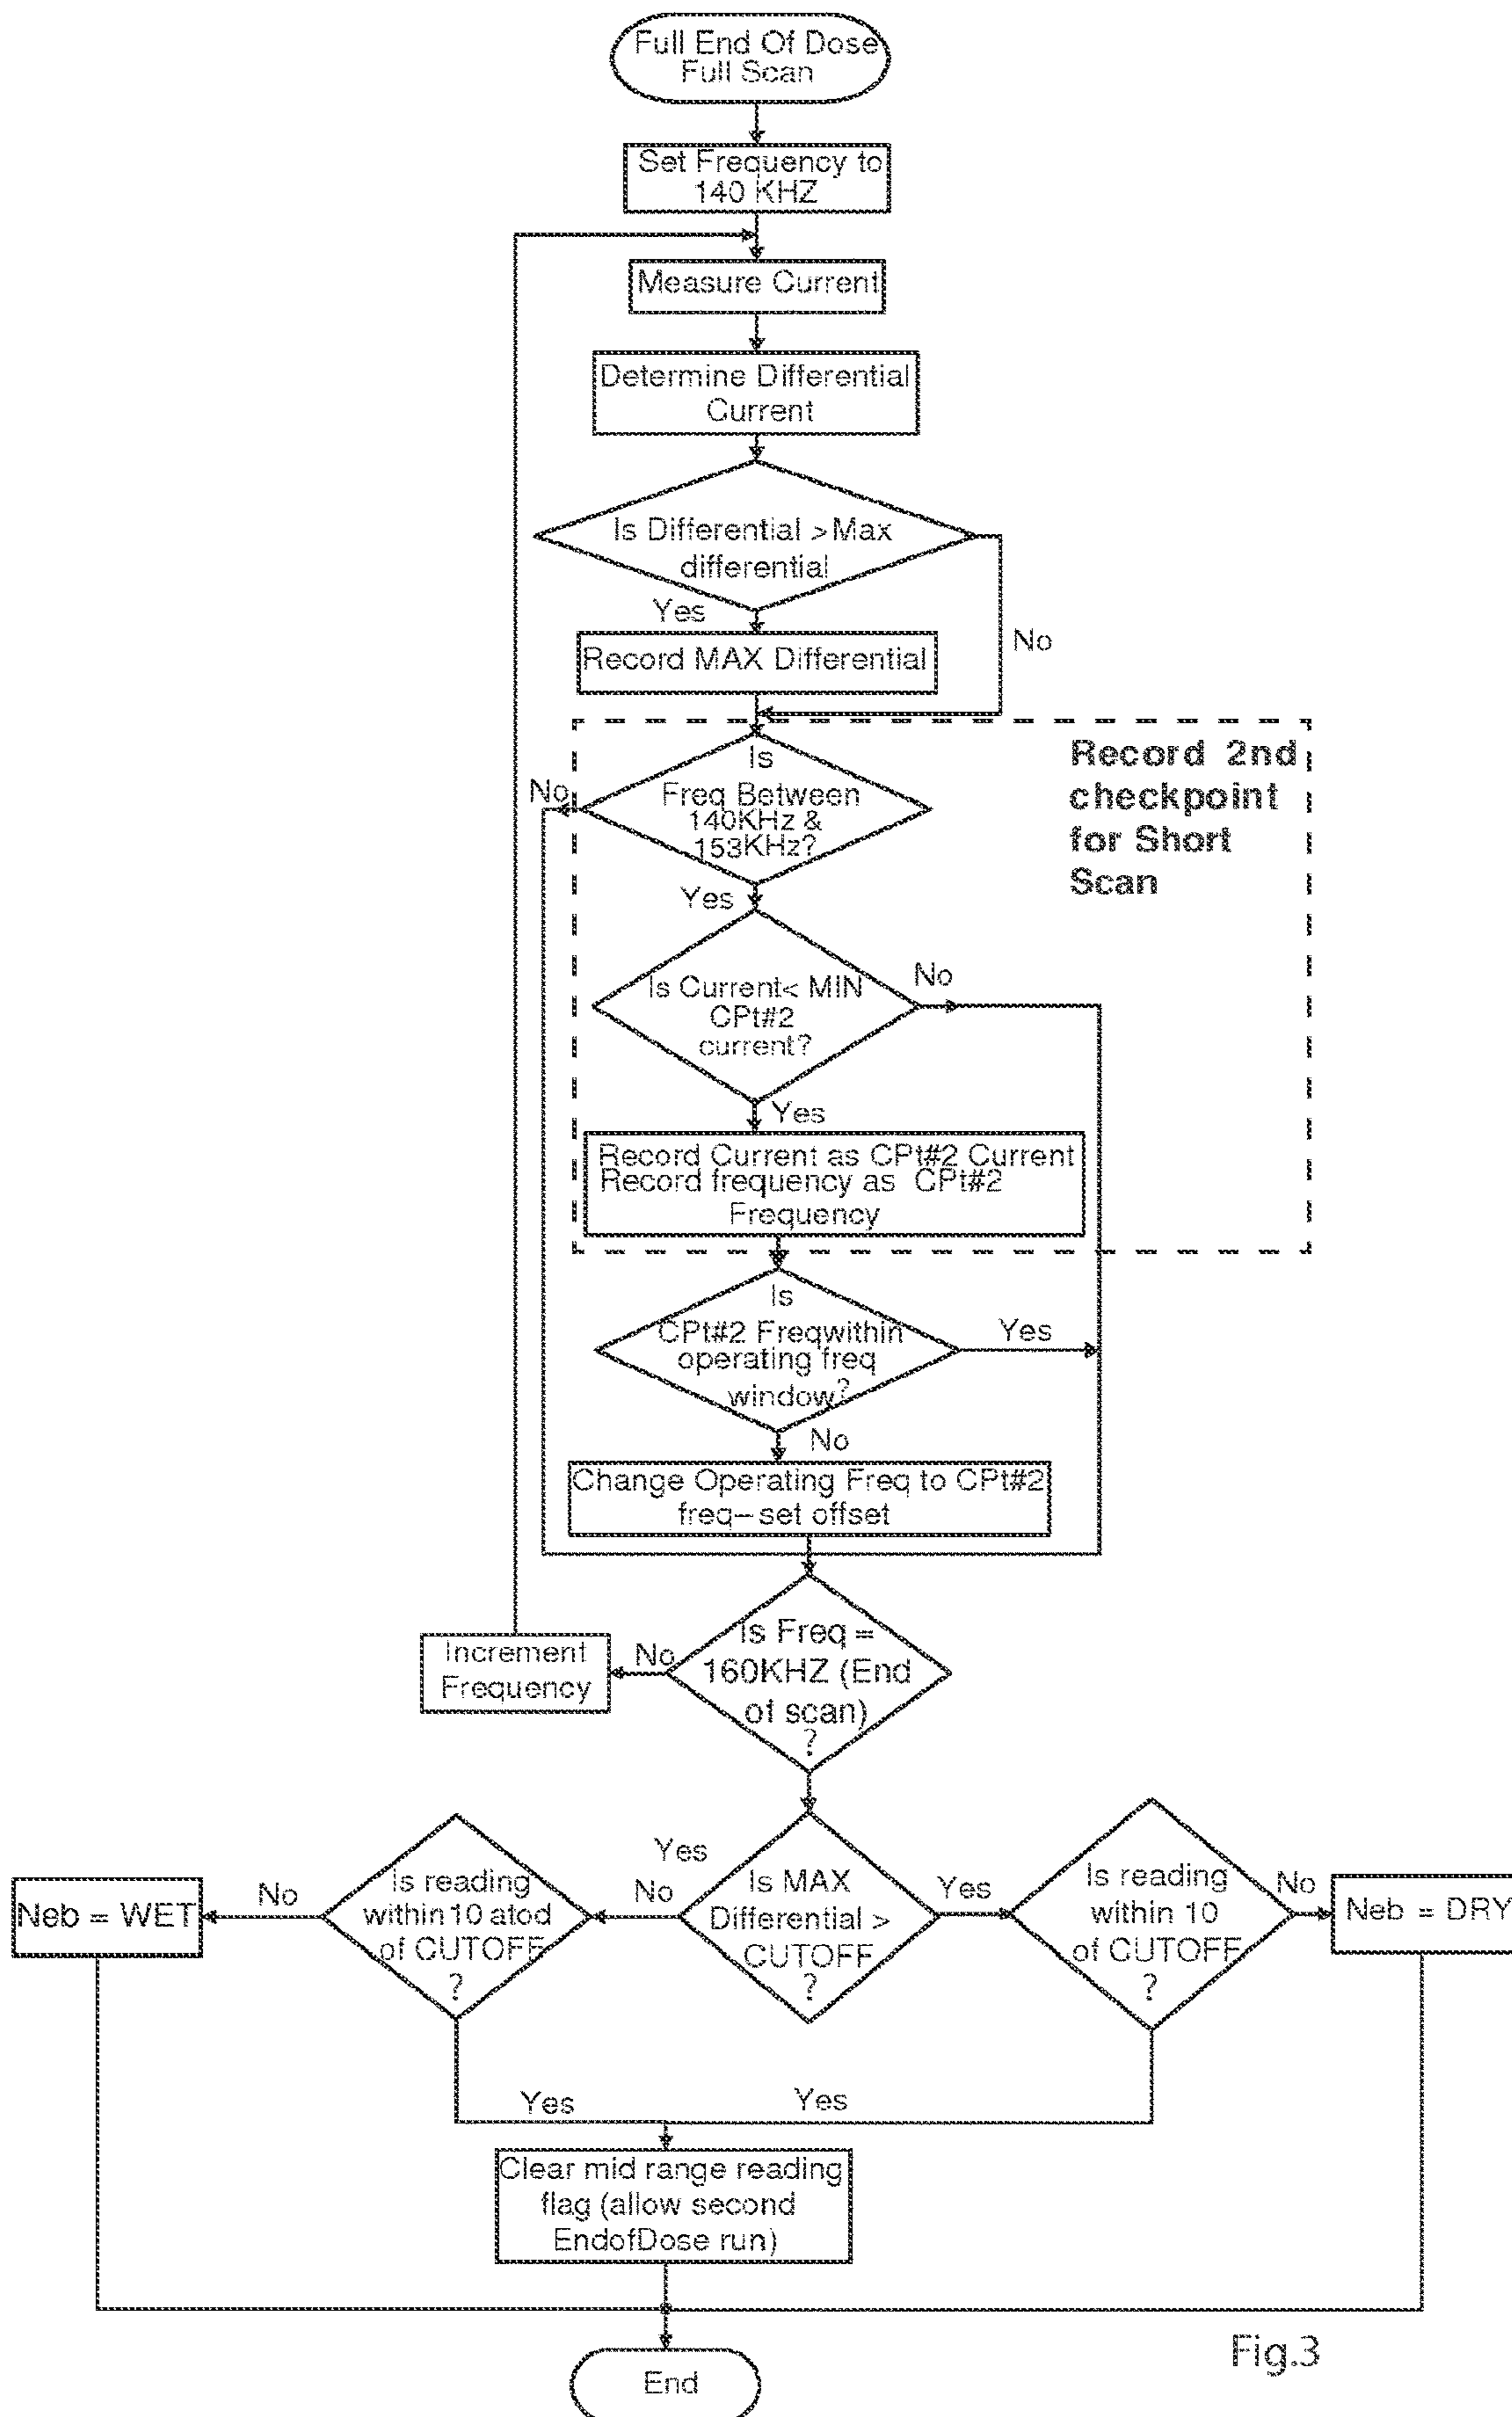 Full End Of Dose
Full Scan
Set Frequency to
140 KHZ
Measure Current
Determine Differential
Current
Is Differential >Max
differential
Yes
No
Record MAX Differential
Record 2nd
checkpoint
for Short
Scan
Is
Freq Between
140KHz &
153KHz?
No
Yes
Is Current< MIN
CPt#2
current?
No
Yes
Record Current as CPt#2 Current
Record frequency as CPt#2
Frequency
Is
CPt#2 Freqwithin
operating freq
window?
Yes
No
Change Operating Freq to CPt#2
freq–set offset
Is Freq =
160KHZ (End
of scan)
?
No
Increment
Frequency
Yes
Is MAX
Differential >
CUTOFF
?
No
Yes
Is reading
within10 atod
of CUTOFF
?
No
Neb = WET
Is reading
within 10
of CUTOFF
?
No
Neb = DRY
Yes
Yes
Clear mid range reading
flag (allow second
EndofDose run)
End
Fig.3